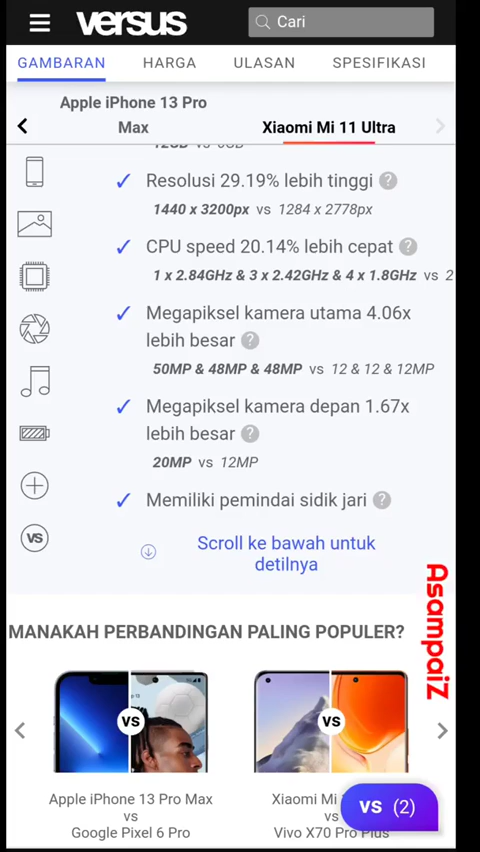 versus
Cari
GAMBARAN HARGA ULASAN SPESIFIKASI
Apple iPhone 13 Pro Max
Xiaomi Mi 11 Ultra
12GB vs 6GB
Resolusi 29.19% lebih tinggi ?
1440 x 3200px vs 1284 x 2778px
CPU speed 20.14% lebih cepat ?
1 x 2.84GHz & 3 x 2.42GHz & 4 x 1.8GHz vs 2
Megapiksel kamera utama 4.06x
lebih besar ?
50MP & 48MP & 48MP vs 12 & 12 & 12MP
Megapiksel kamera depan 1.67x
lebih besar ?
20MP vs 12MP
Memiliki pemindai sidik jari ?
VS
Scroll ke bawah untuk
detilnya
AsampaiZ
MANAKAH PERBANDINGAN PALING POPULER?
VS
VS
Apple iPhone 13 Pro Max
vs
Google Pixel 6 Pro
Xiaomi Mi
vs
Vivo X70 Pro Plus
VS (2)